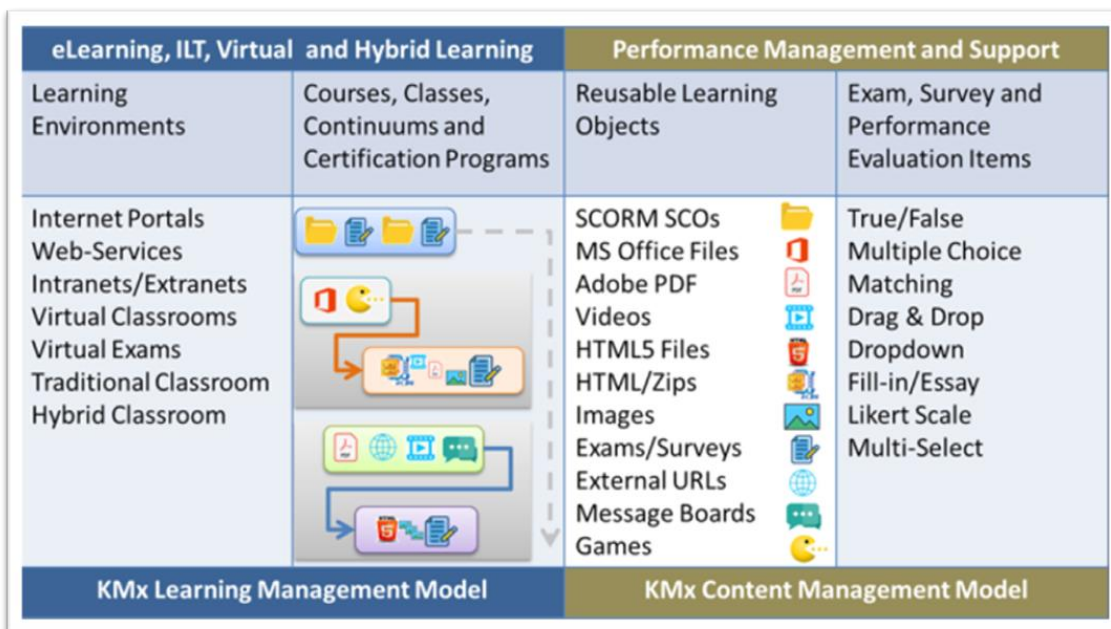 eLearning, ILT, Virtual and Hybrid Learning
Performance Management and Support
Learning
Environments
Courses, Classes,
Continuums and
Certification Programs
Reusable Learning
Objects
Exam, Survey and
Performance
Evaluation Items
Internet Portals
Web-Services
Intranets/Extranets
Virtual Classrooms
Virtual Exams
Traditional Classroom
Hybrid Classroom
SCORM SCOs
MS Office Files
Adobe PDF
Videos
HTML5 Files
HTML/Zips
Images
Exams/Surveys
External URLs
Message Boards
Games
True/False
Multiple Choice
Matching
Drag & Drop
Dropdown
Fill-in/Essay
Likert Scale
Multi-Select
KMx Learning Management Model
KMx Content Management Model